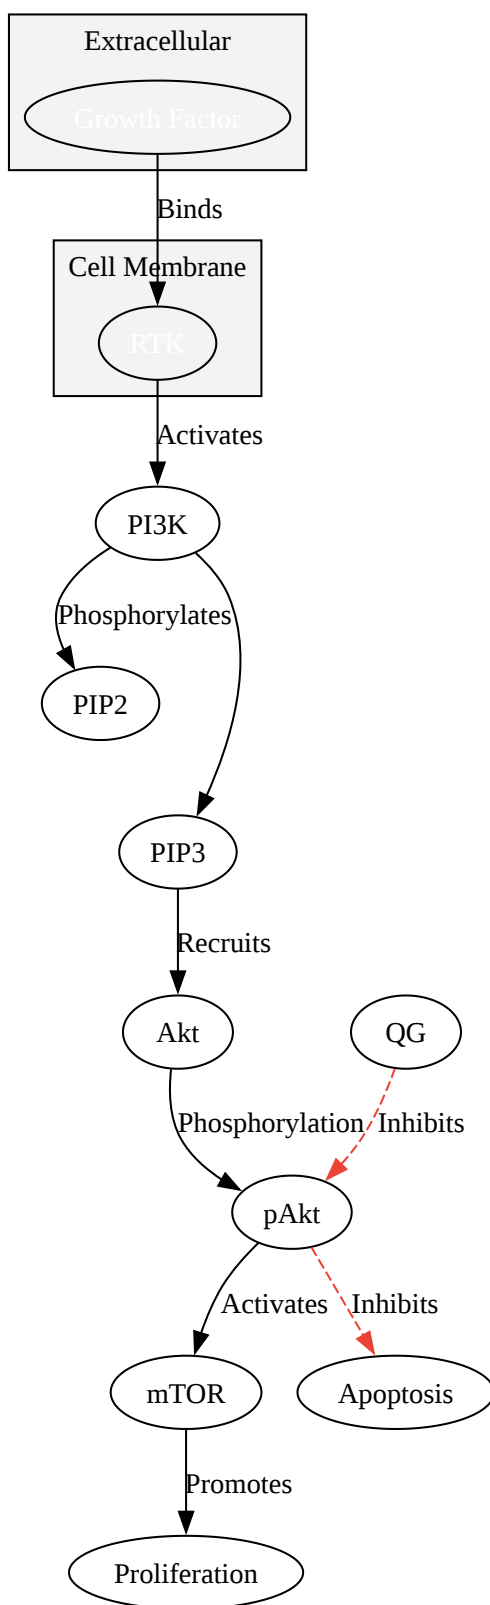 Extracellular
Growth Factor
Binds
Cell Membrane
RTK
Activates
PI3K
Phosphorylates
PIP2
PIP3
Recruits
Akt
QG
Phosphorylation
Inhibits
pAkt
Activates
Inhibits
mTOR
Apoptosis
Promotes
Proliferation